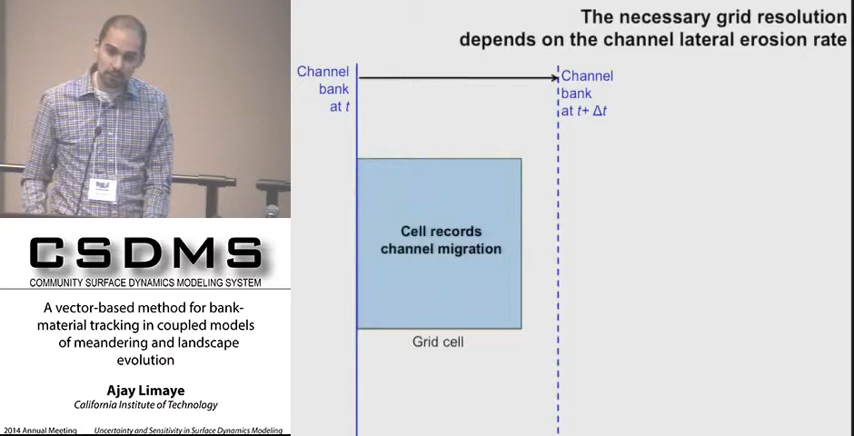 The necessary grid resolution
depends on the channel lateral erosion rate
Channel
bank
at t
Channel
bank
at t+ Δt
Cell records
channel migration
Grid cell
CSDMS
COMMUNITY SURFACE DYNAMICS MODELING SYSTEM
A vector-based method for bank-
material tracking in coupled models
of meandering and landscape
evolution
Ajay Limaye
California Institute of Technology
2014 Annual Meeting
Uncertainty and Sensitivity in Surface Dynamics Modeling